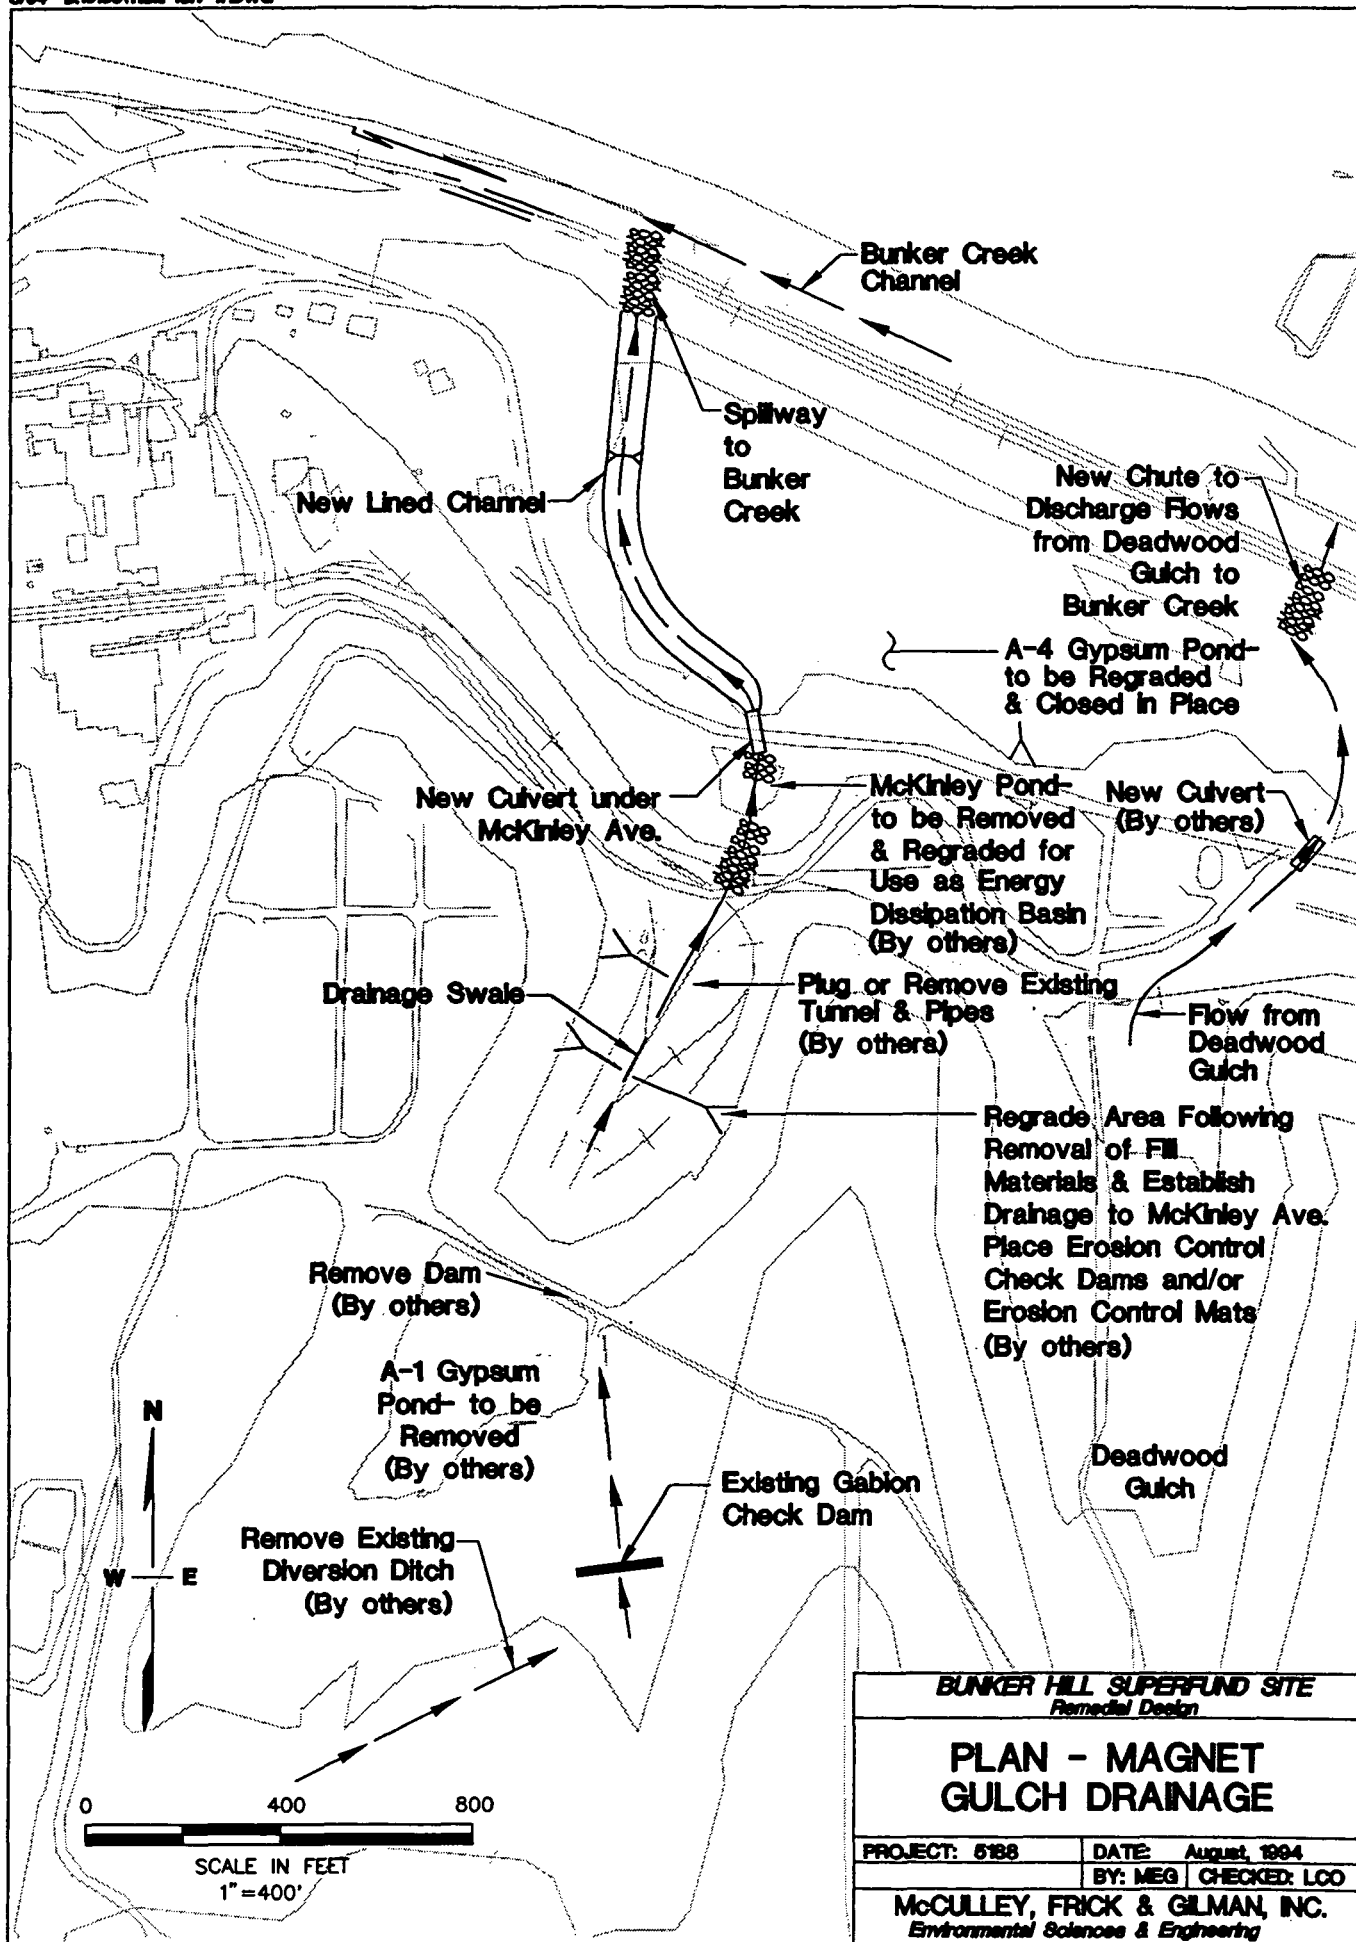 Bunker Creek
Channel
Spillway
to
Bunker
Creek
New Lined Channel
New Chute to
Discharge Flows
from Deadwood
Gulch to
Bunker Creek
A-4 Gypsum Pond-
to be Regraded
& Closed in Place
New Culvert under
McKinley Ave.
McKinley Pond-
to be Removed
& Regraded for
Use as Energy
Dissipation Basin
(By others)
New Culvert
(By others)
Drainage Swale
Plug or Remove Existing
Tunnel & Pipes
(By others)
Flow from
Deadwood
Gulch
Regrade Area Following
Removal of Fill
Materials & Establish
Drainage to McKinley Ave.
Place Erosion Control
Check Dams and/or
Erosion Control Mats
(By others)
Remove Dam
(By others)
A-1 Gypsum
Pond- to be
Removed
(By others)
Existing Gabion
Check Dam
Deadwood
Gulch
Remove Existing
Diversion Ditch
(By others)
N
W E
0 400 800
SCALE IN FEET
1"=400'
BUNKER HILL SUPERFUND SITE
Remedial Design
PLAN - MAGNET
GULCH DRAINAGE
PROJECT: 5188
DATE: August, 1994
BY: MEG CHECKED: LCO
McCULLEY, FRICK & GILMAN, INC.
Environmental Sciences & Engineering